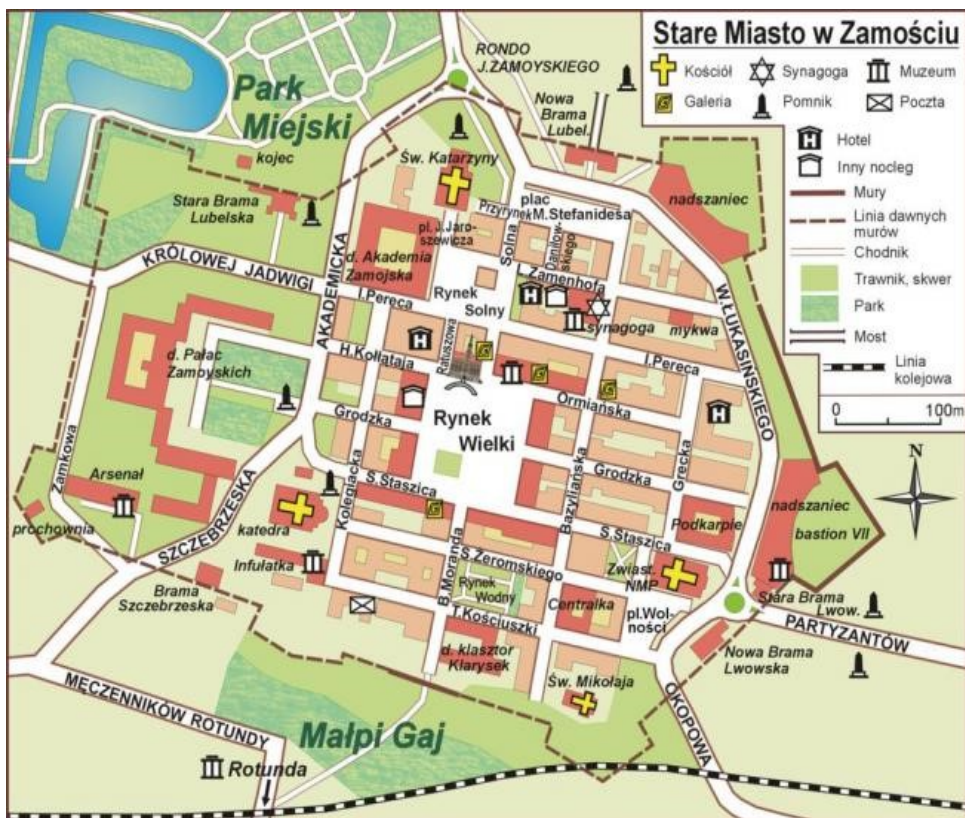 Stare Miasto w Zamościu
Kościół
Synagoga
Muzeum
Galeria
Pomnik
Poczta
H Hotel
Inny nocleg
Mury
Linia dawnych
murów
Chodnik
Trawnik, skwer
Park
Most
Linia
kolejowa
0 100m
N
RONDO
J.ZAMOYSKIEGO
Park
Miejski
Nowa
Brama
Lubel.
kojec
Św. Katarzyny
nadszaniec
Stara Brama
Lubelska
plac
M.Stefanidesa
Przyrynek
pl. J.Jaro-
szewicza
Solna
Daniłow-
skiego
d. Akademia
Zamojska
KRÓLOWEJ JADWIGI
AKADEMICKA
L.Zamenhofa
W.ŁUKASIŃSKIEGO
I.Pereca
Rynek
Solny
H
synagoga
mykwa
I.Pereca
d. Pałac
Zamoyskich
H.Kołłątaja
H
Ratuszowa
Ormiańska
H
Grodzka
Rynek
Wielki
Grodzka
Grecka
Zamkowa
Arsenał
Kolegiacka
S.Staszica
Bazyliańska
S.Staszica
Podkarpie
nadszaniec
bastion VII
prochownia
SZCZEBRZESKA
katedra
Infułatka
B.Moranda
S.Żeromskiego
Zwiast.
NMP
Brama
Szczebrzeska
Rynek
Wodny
Centralka
pl.Wol-
ności
Stara Brama
Lwow.
T.Kościuszki
PARTYZANTÓW
d. klasztor
Klarysek
Nowa Brama
Lwowska
Św. Mikołaja
MĘCZENNIKÓW ROTUNDY
Małpi Gaj
OKOPOWA
Rotunda